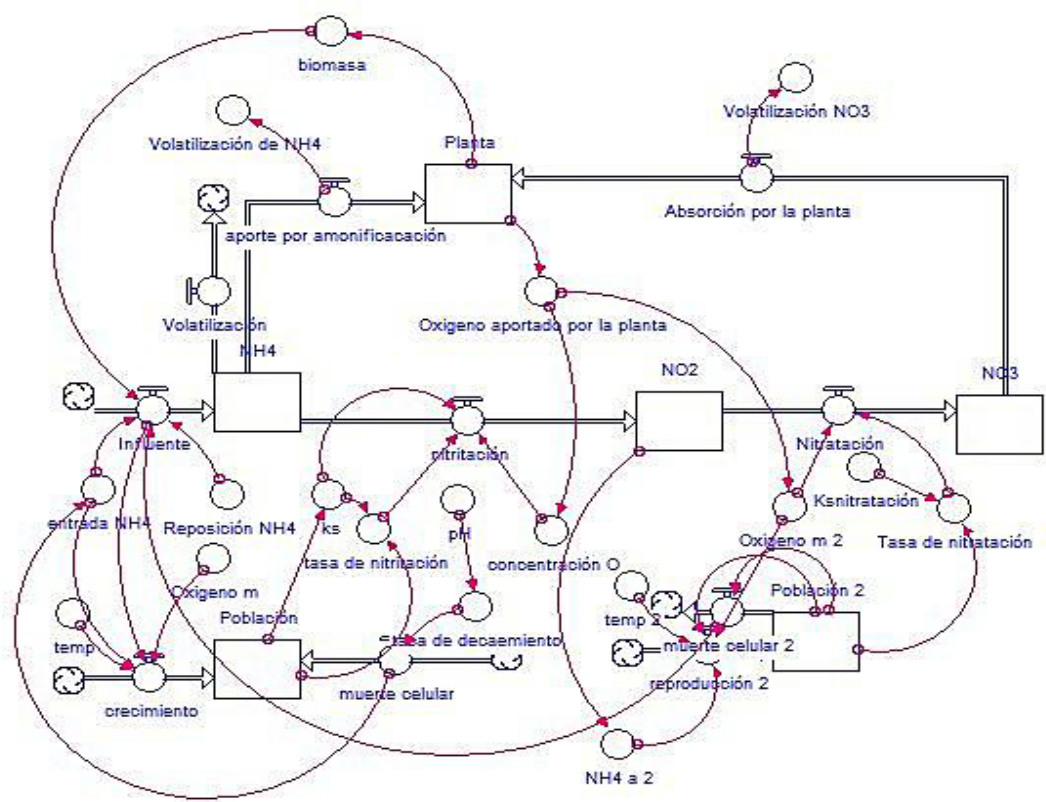 biomasa
Volatilización NO3
Volatilización de NH4
Planta
Absorción por la planta
aporte por amonificacación
Volatilización
Oxigeno aportado por la planta
NH4
NO2
NO3
Influente
nitritación
Nitratación
entrada NH4
Reposición NH4
ks
pH
Ksnitratación
tasa de nitritación
concentración O
Oxigeno m 2
Tasa de nitratación
Oxigeno m
Población
Población 2
temp
tasa de decaemiento
temp 2
muerte celular 2
crecimiento
muerte celular
reproducción 2
NH4 a 2